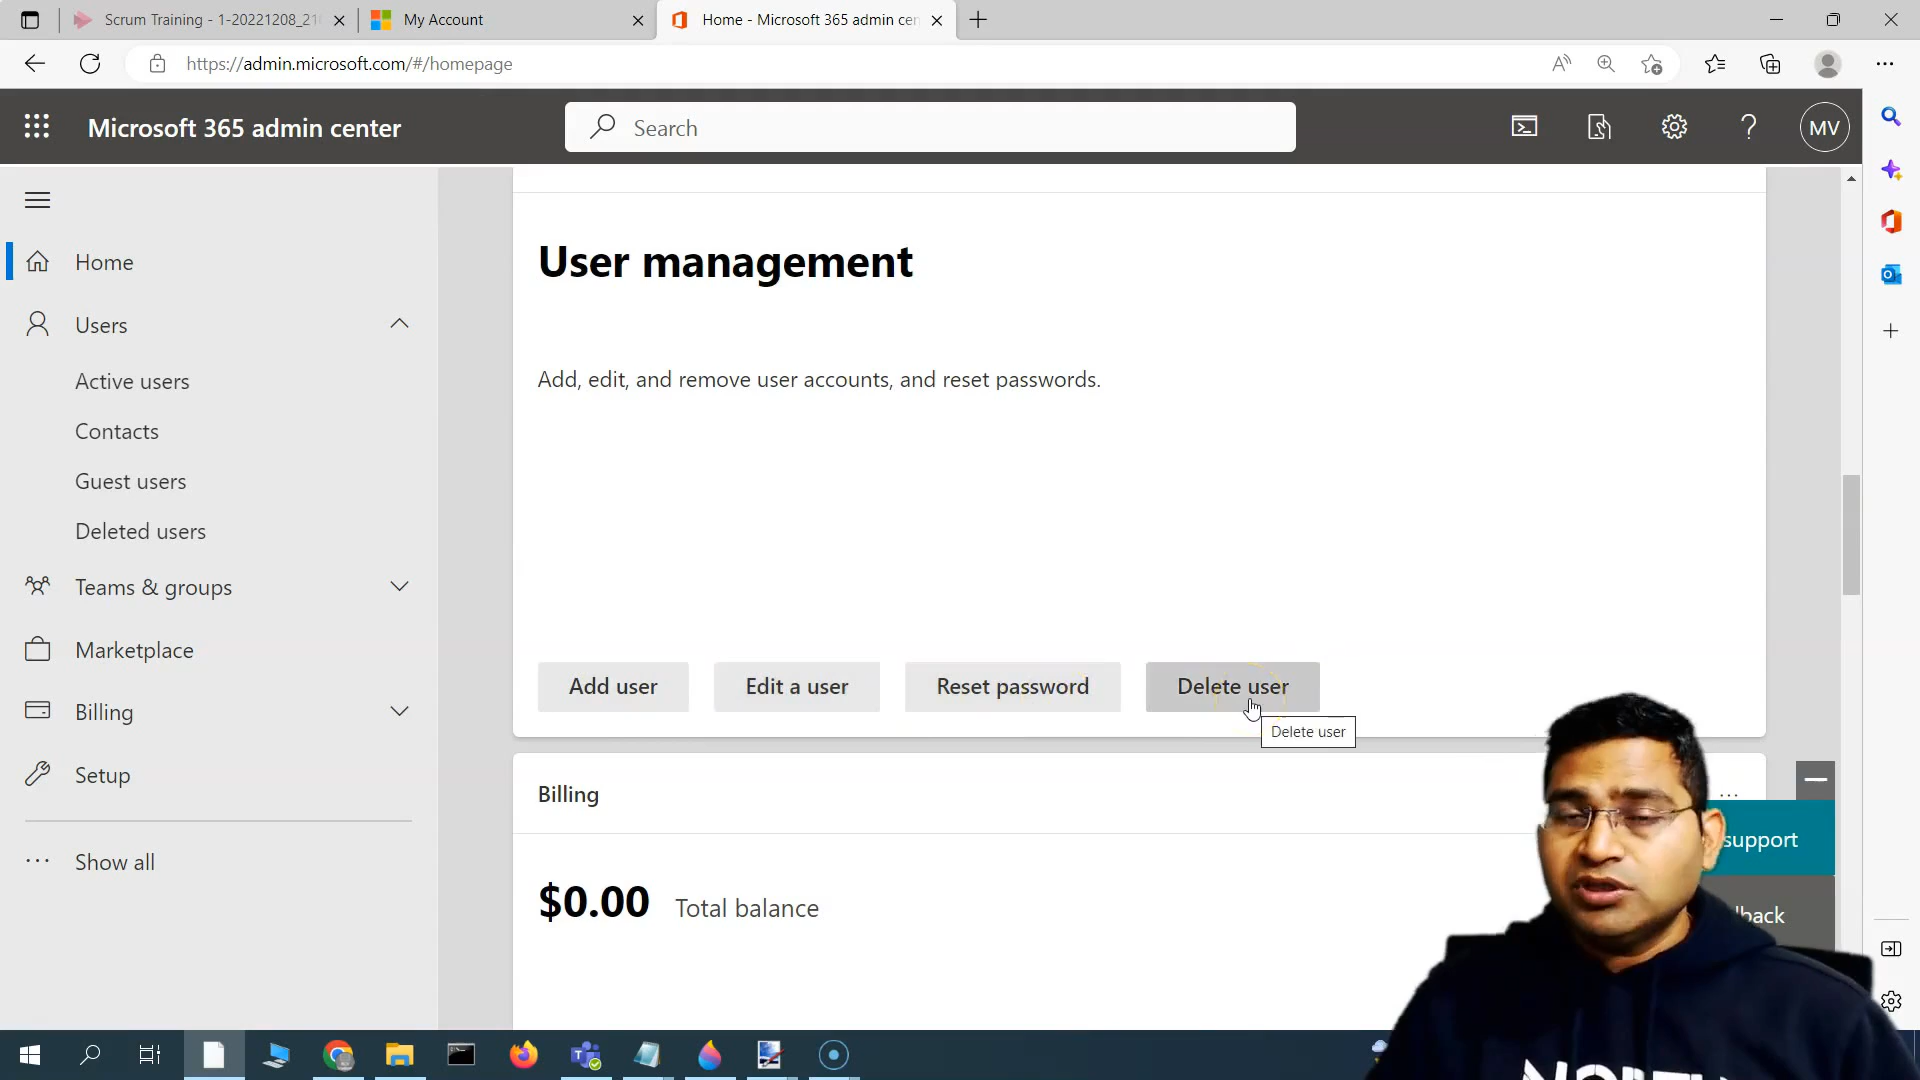 Scrum Training - 1-20221208_21
My Account
Home - Microsoft 365 admin cen
https://admin.microsoft.com/#/homepage
Microsoft 365 admin center
Search
MV
Home
Users
Active users
Contacts
Guest users
Deleted users
Teams & groups
Marketplace
Billing
Setup
Show all
User management
Add, edit, and remove user accounts, and reset passwords.
Add user
Edit a user
Reset password
Delete user
Delete user
Billing
$0.00 Total balance
support
lback